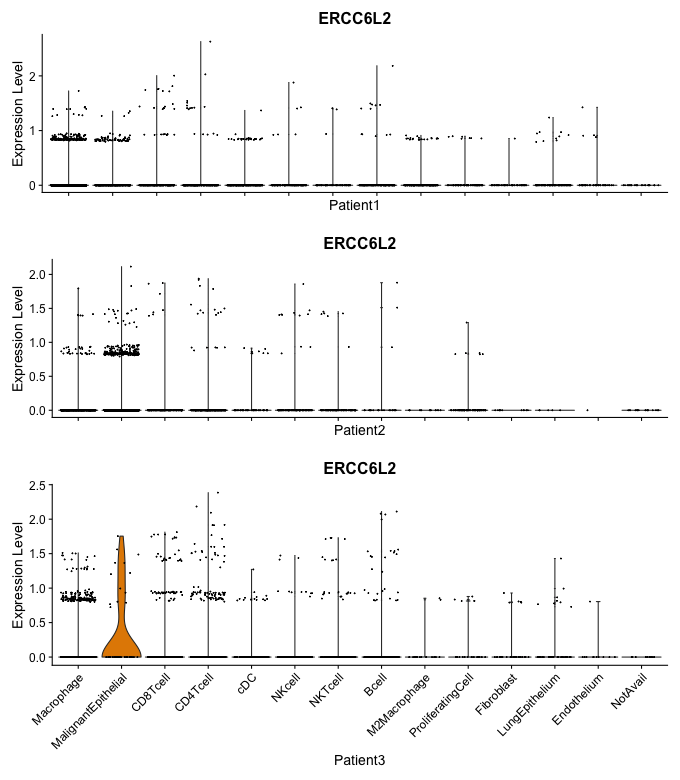 ERCC6L2
Expression Level
2
1
0
Patient1
ERCC6L2
Expression Level
2.0
1.5
1.0
0.5
0.0
Patient2
ERCC6L2
Expression Level
2.5
2.0
1.5
1.0
0.5
0.0
Macrophage
MalignantEpithelial
CD8Tcell
CD4Tcell
cDC
NKcell
NKTcell
Bcell
M2Macrophage
ProliferatingCell
Fibroblast
LungEpithelium
Endothelium
NotAvail
Patient3